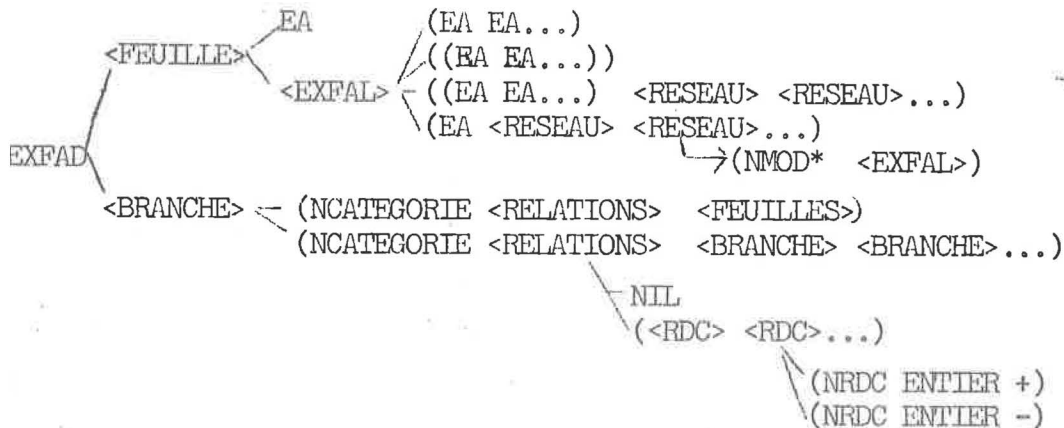 (EA EA...)
EA
<FEUILLE>
((EA EA...))
<EXFAL> ((EA EA...) <RESEAU> <RESEAU>...)
(EA <RESEAU> <RESEAU>...)
EXFAD
(NMOD* <EXFAL>)
<BRANCHE> (NCATEGORIE <RELATIONS> <FEUILLES>)
(NCATEGORIE <RELATIONS> <BRANCHE> <BRANCHE>...)
NIL
(<RDC> <RDC>...)
(NRDC ENTIER +)
(NRDC ENTIER -)